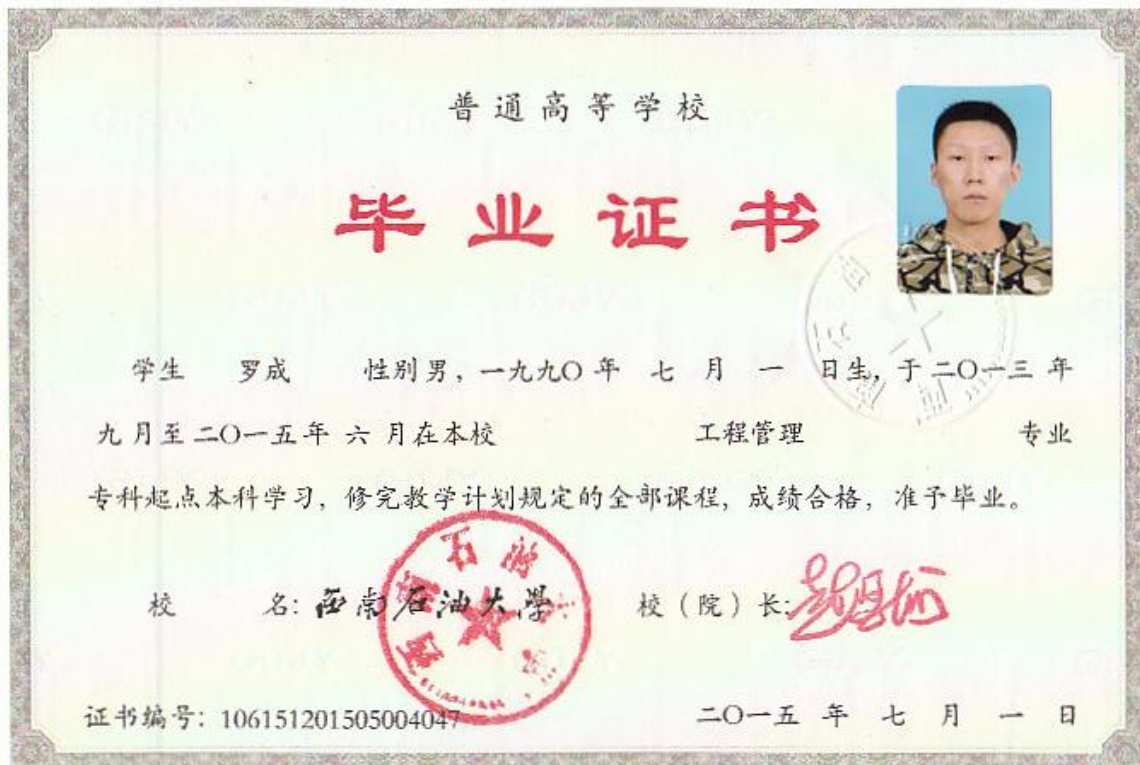 普通高等学校
毕业证书
学生 罗成 性别男，一九九〇年 七 月 一 日生，于二〇一三年
九月至二〇一五年 六 月在本校 工程管理 专业
专科起点本科学习，修完教学计划规定的全部课程，成绩合格，准予毕业。
校 名：西南石油大学 校（院）长：
证书编号：106151201505004047 二〇一五 年 七 月 一 日